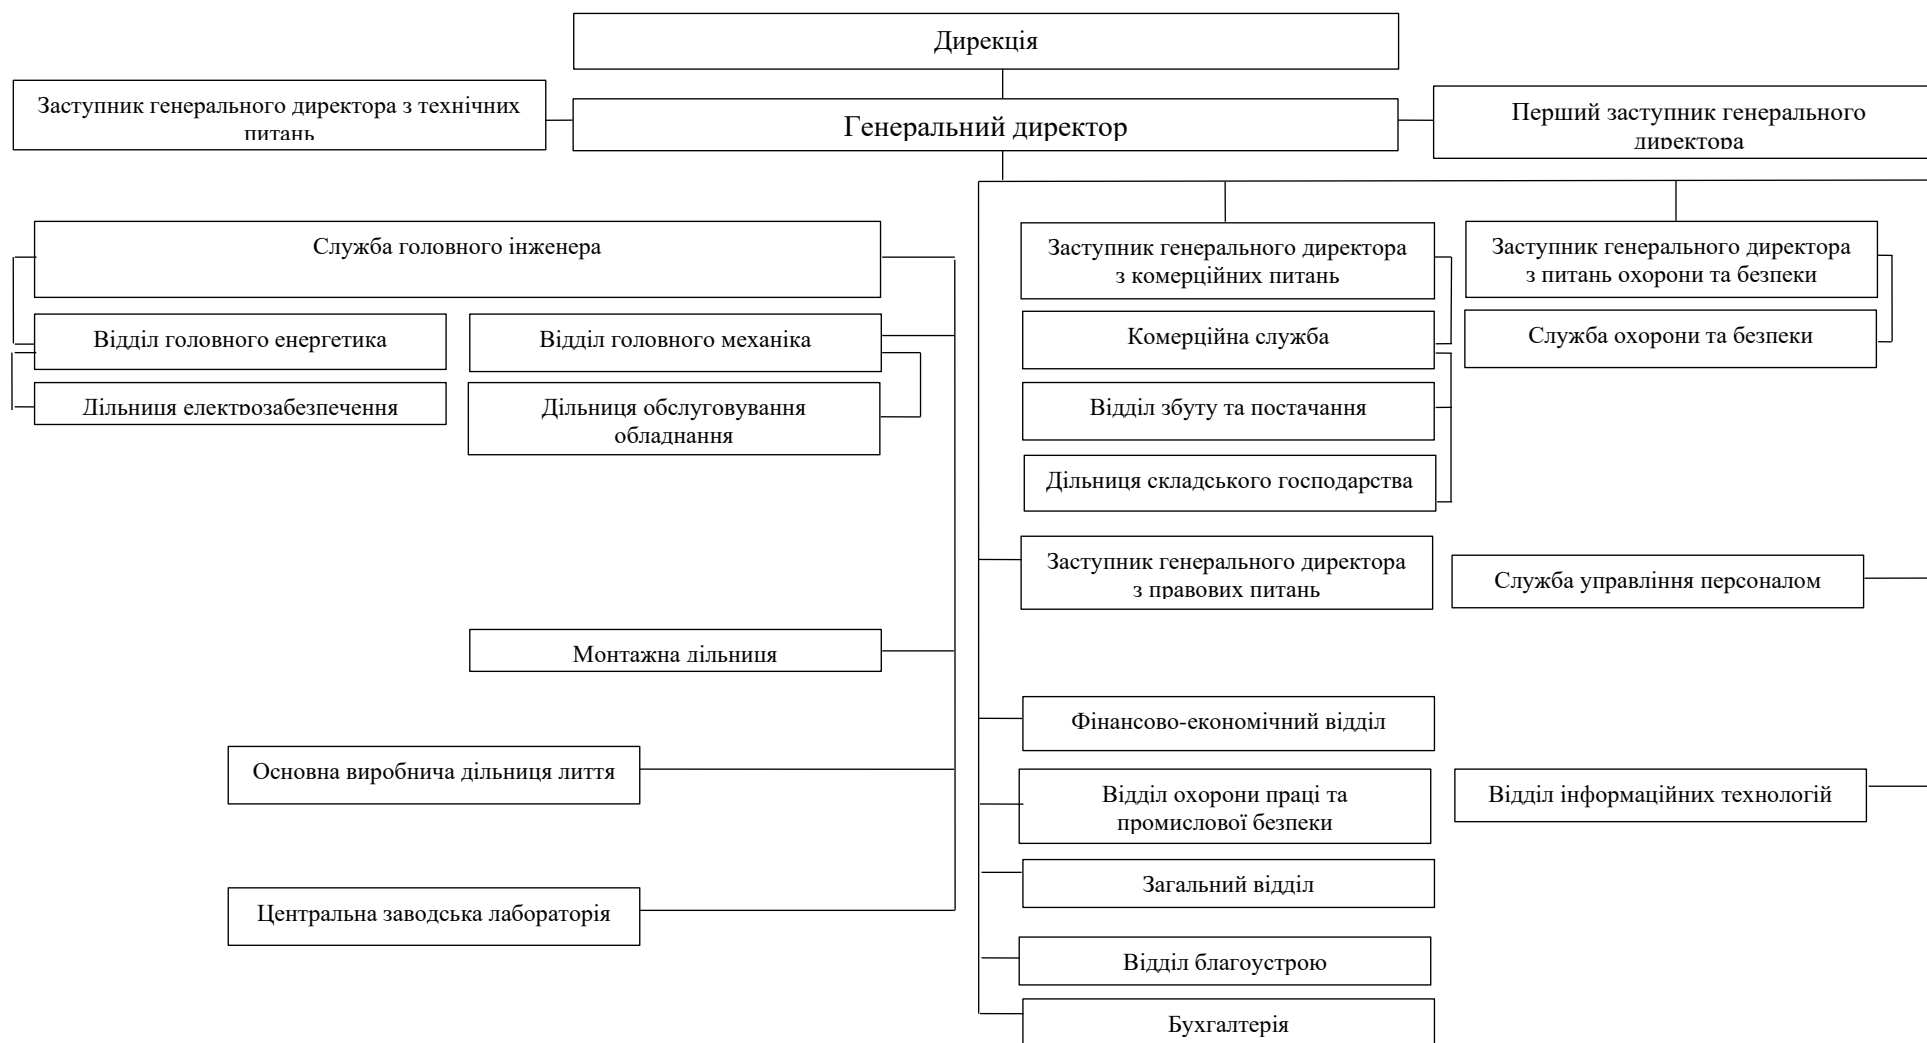 Дирекція
Заступник генерального директора з технічних
питань
Генеральний директор
Перший заступник генерального
директора
Служба головного інженера
Заступник генерального директора
з комерційних питань
Заступник генерального директора
з питань охорони та безпеки
Відділ головного енергетика
Відділ головного механіка
Комерційна служба
Служба охорони та безпеки
Дільниця електрозабезпечення
Дільниця обслуговування
обладнання
Відділ збуту та постачання
Дільниця складського господарства
Заступник генерального директора
з правових питань
Служба управління персоналом
Монтажна дільниця
Фінансово-економічний відділ
Основна виробнича дільниця лиття
Відділ охорони праці та
промислової безпеки
Відділ інформаційних технологій
Загальний відділ
Центральна заводська лабораторія
Відділ благоустрою
Бухгалтерія